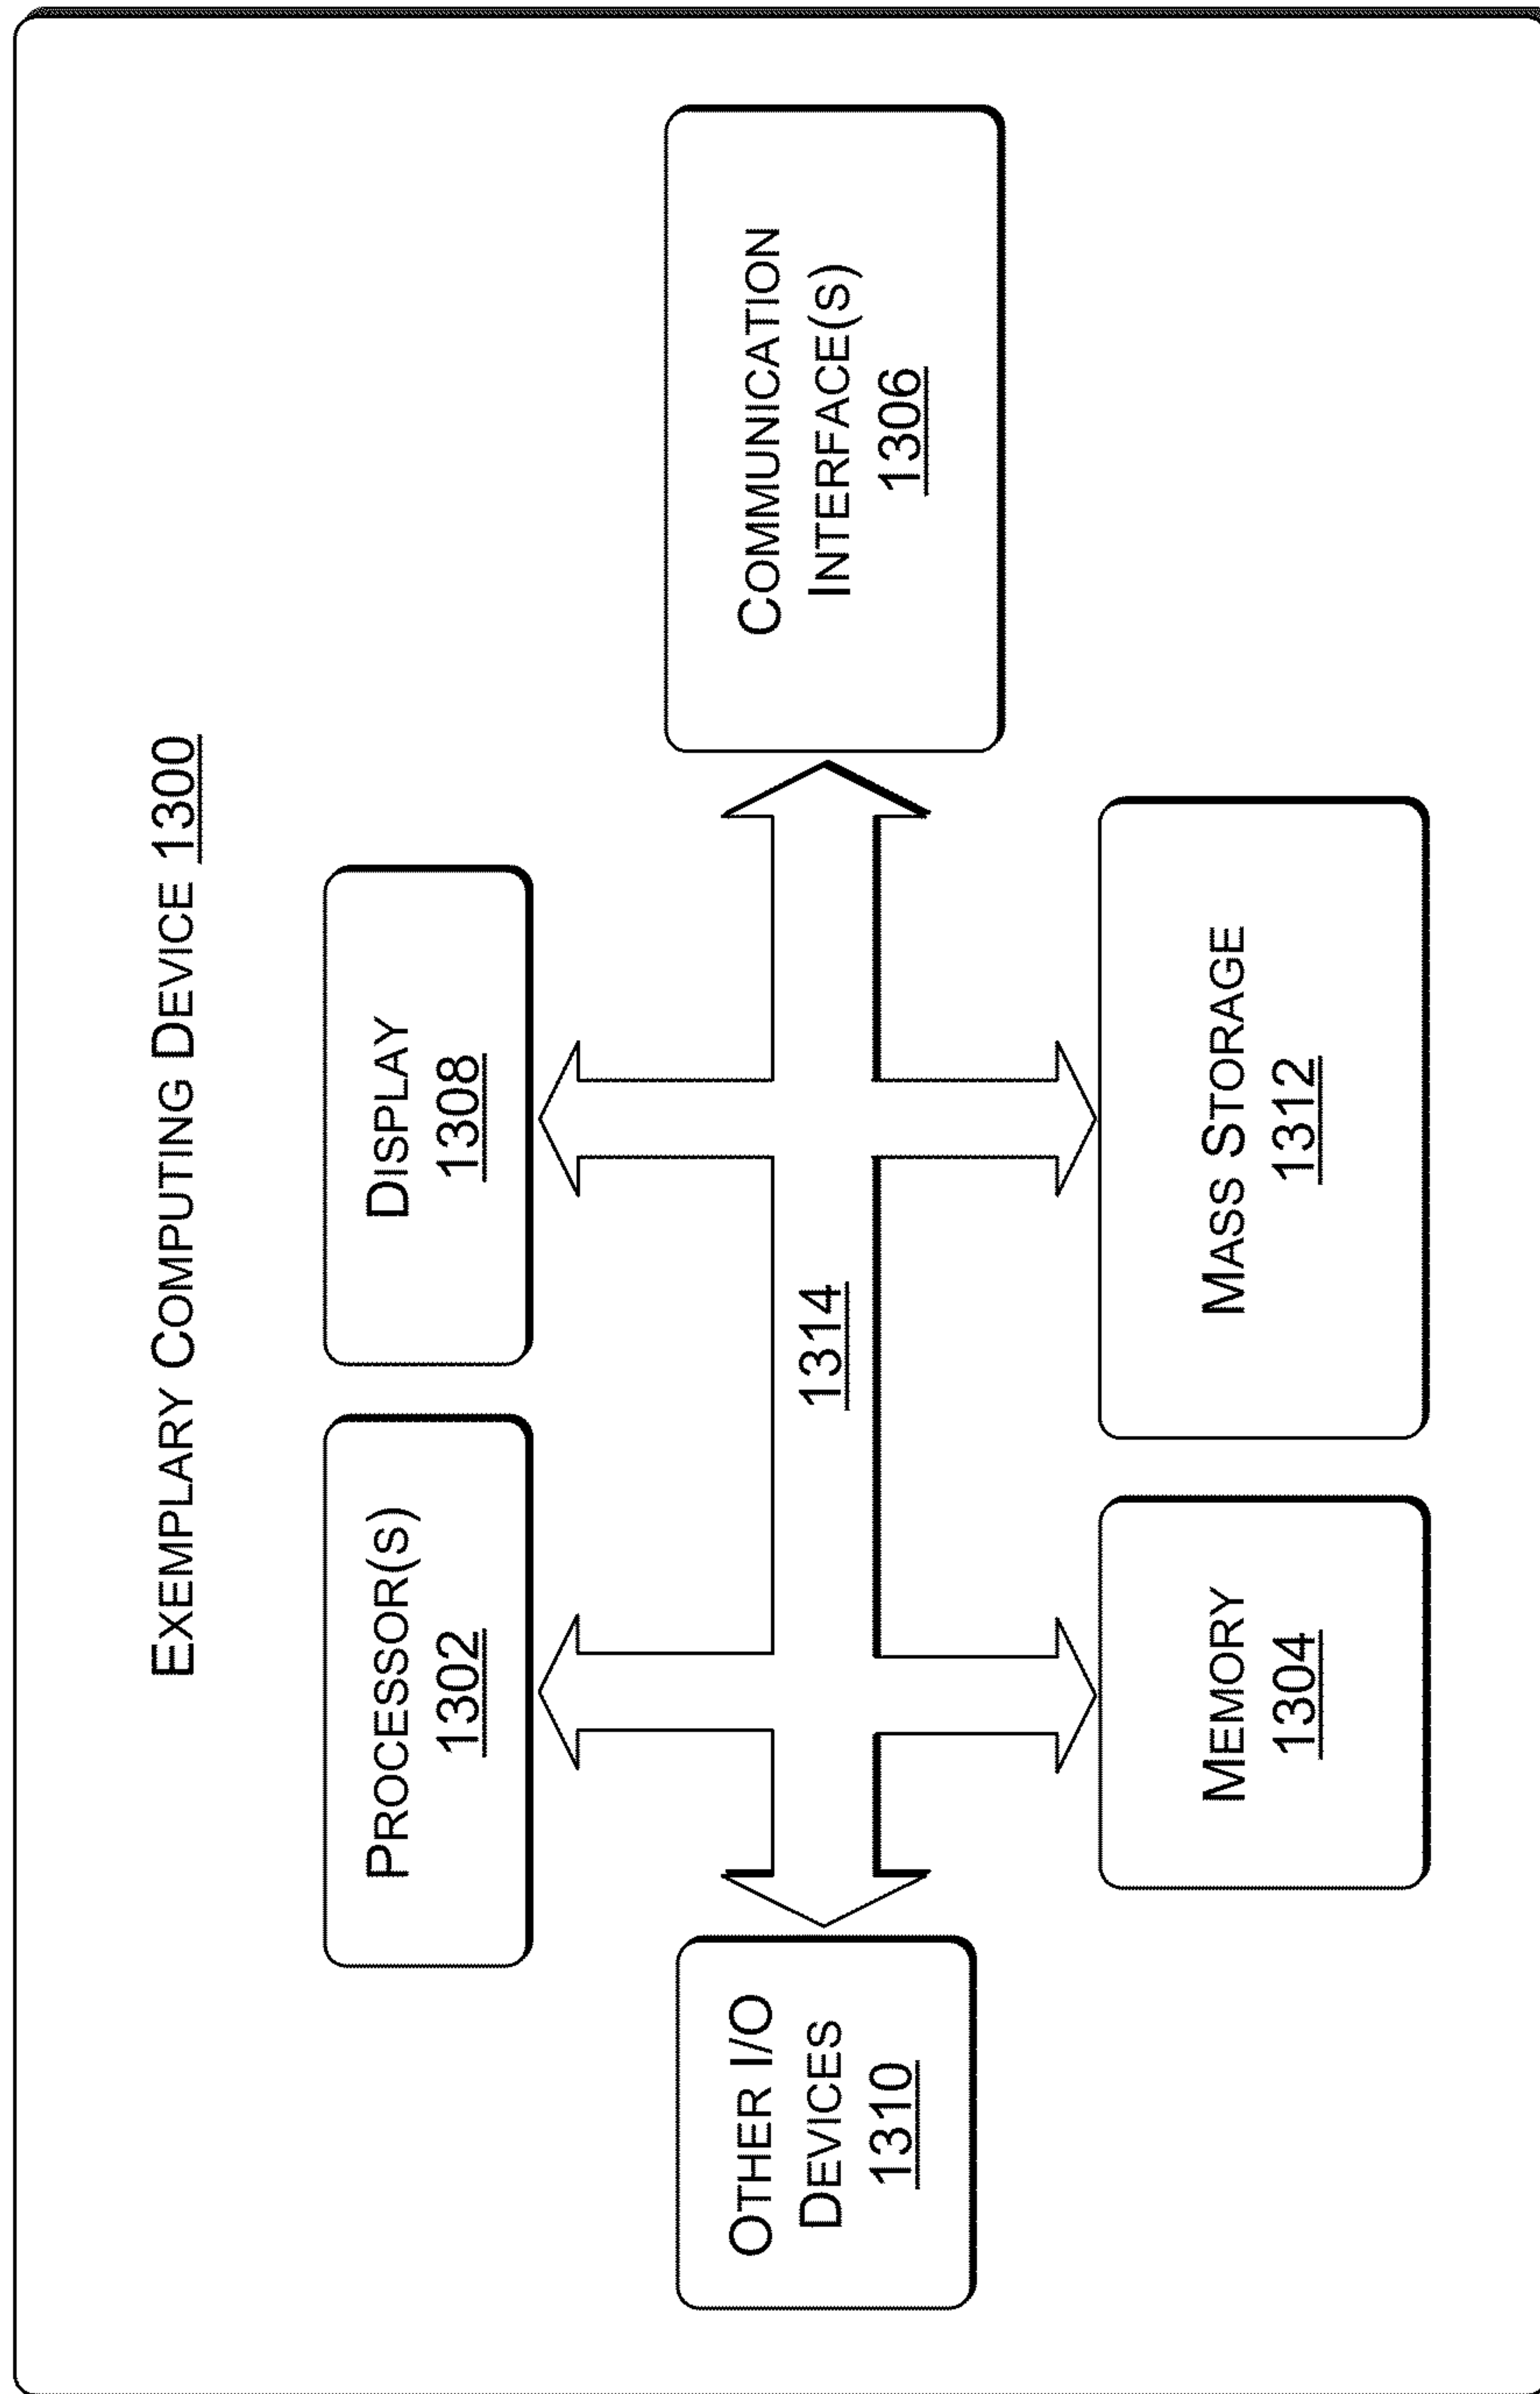 EXEMPLARY COMPUTING DEVICE 1300
PROCESSOR(S)
1302
DISPLAY
1308
OTHER I/O
DEVICES
1310
1314
COMMUNICATION
INTERFACE(S)
1306
MEMORY
1304
MASS STORAGE
1312